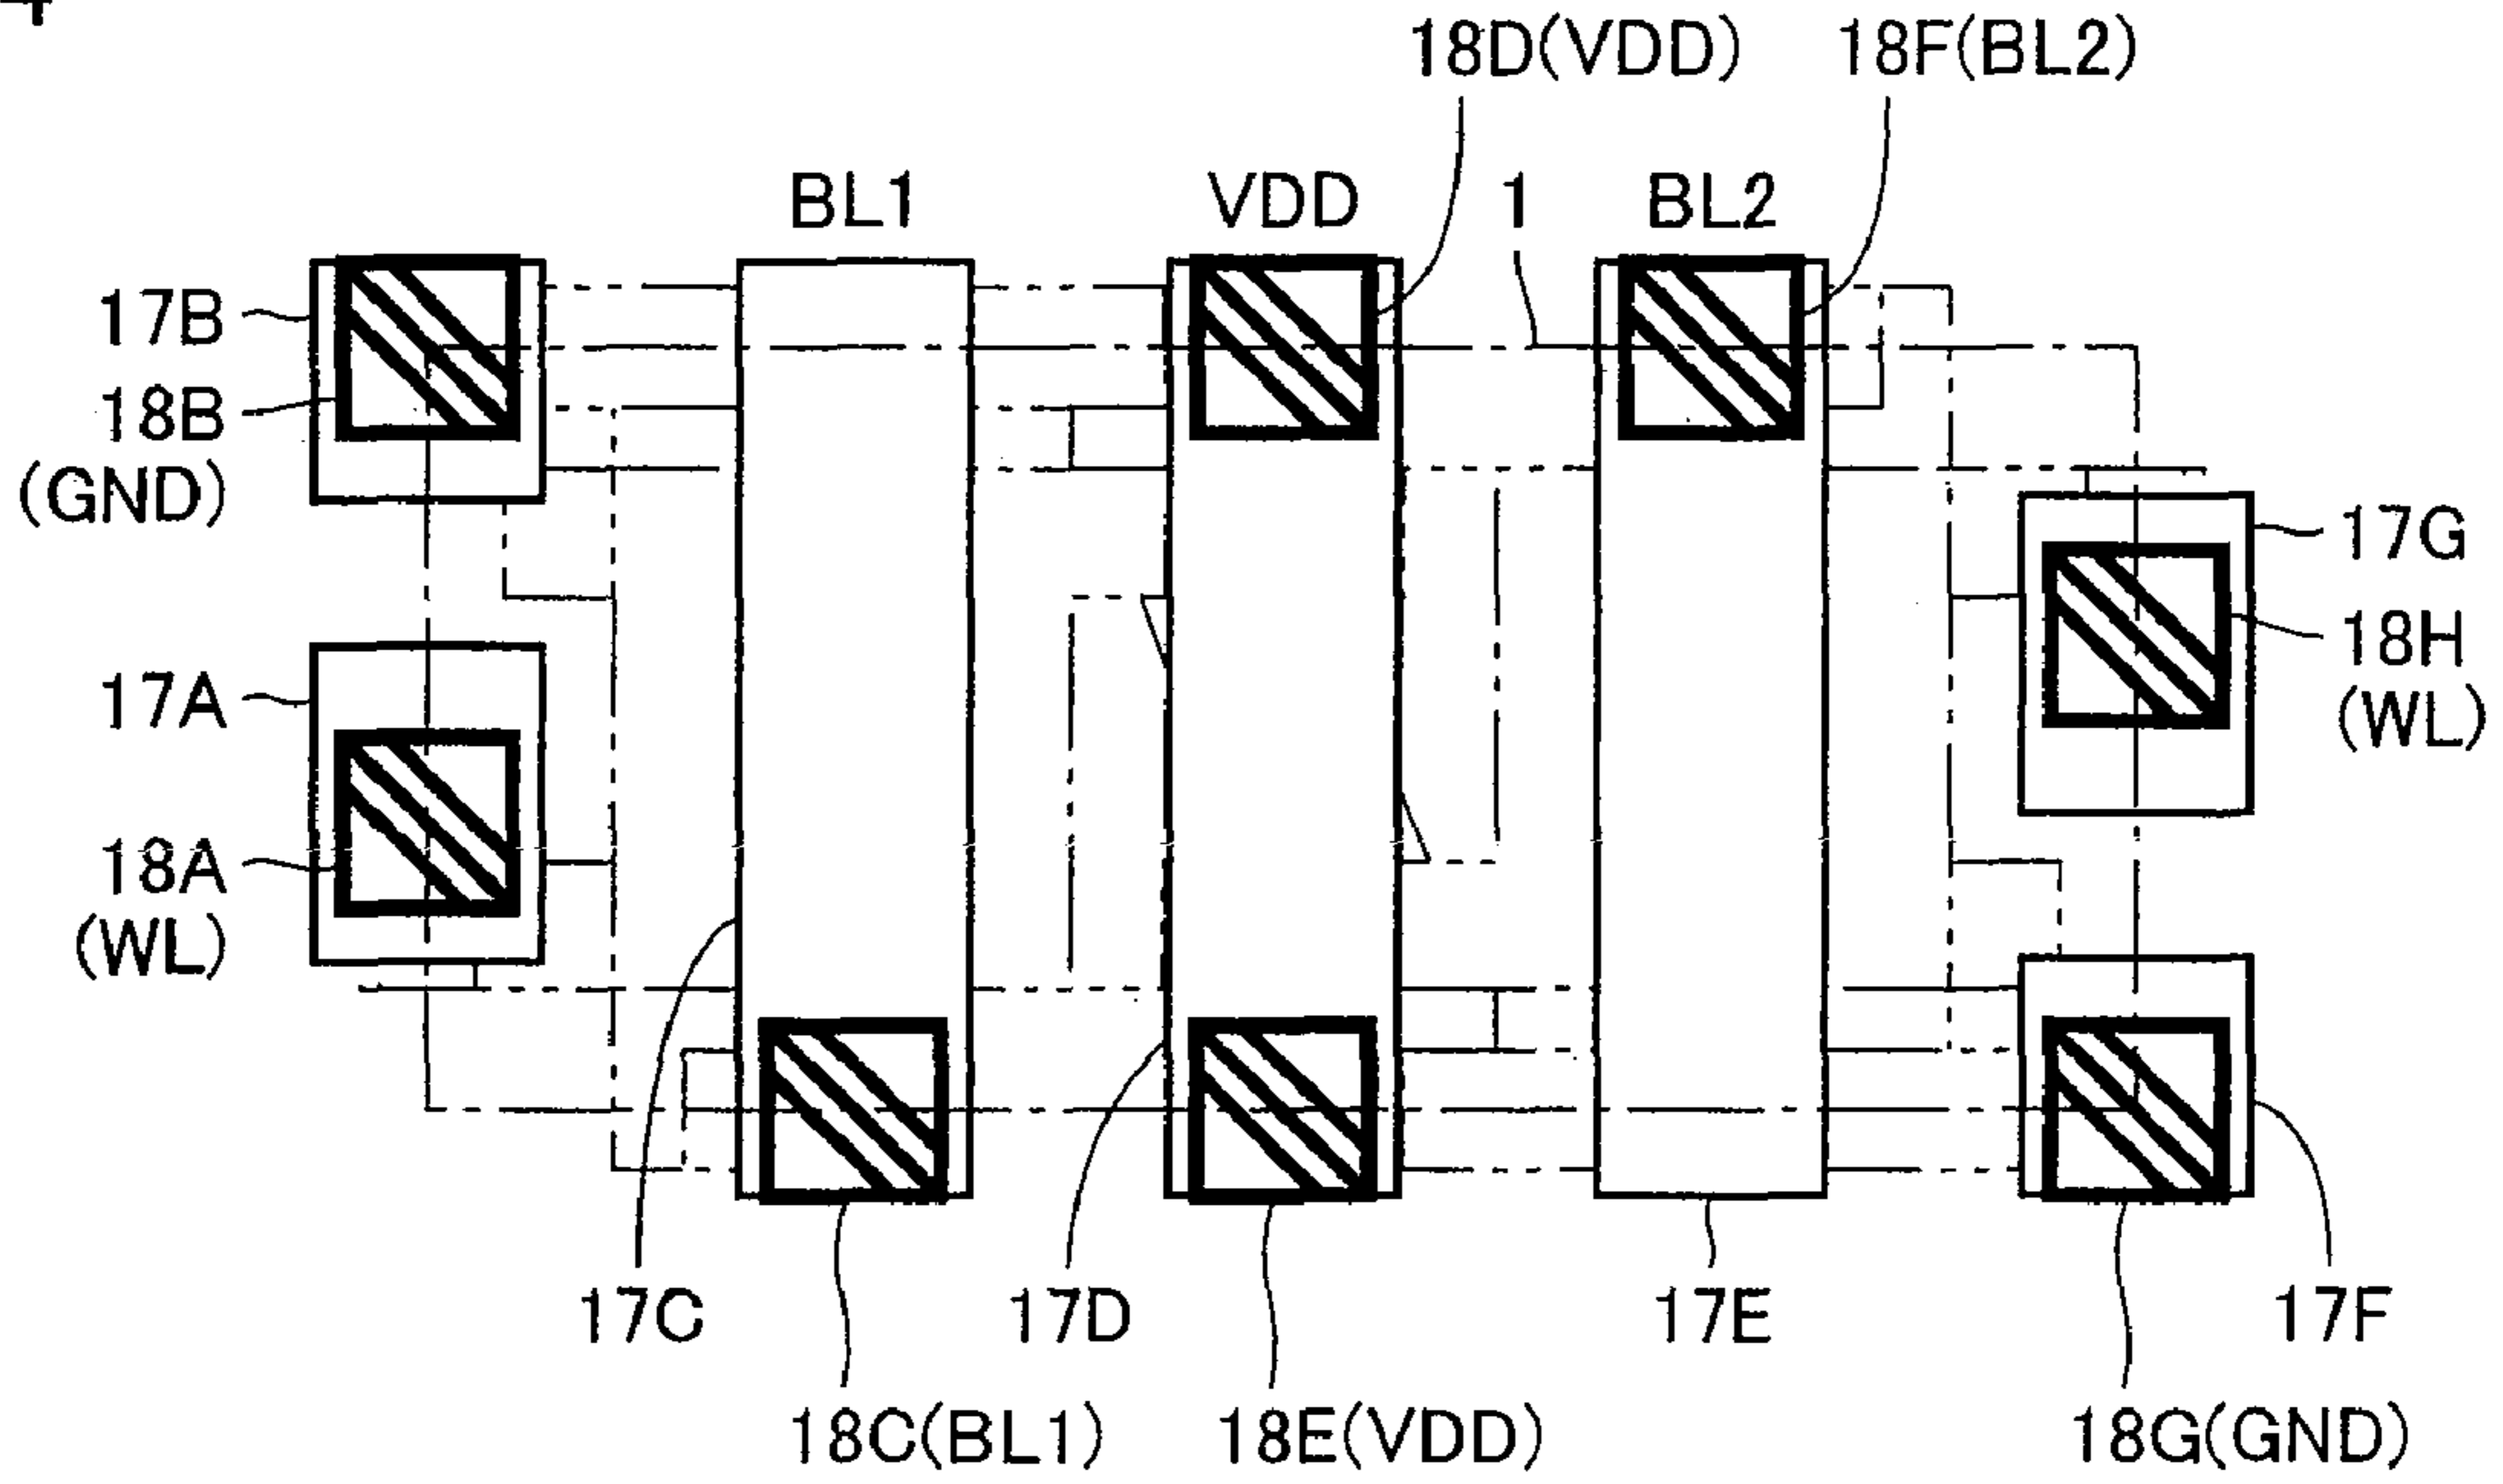 18D(VDD) 18F(BL2)
BL1 VDD 1 BL2
17B
18B
(GND)
17G
18H
(WL)
17A
18A
(WL)
17C 17D 17E 17F
18C(BL1) 18E(VDD) 18G(GND)